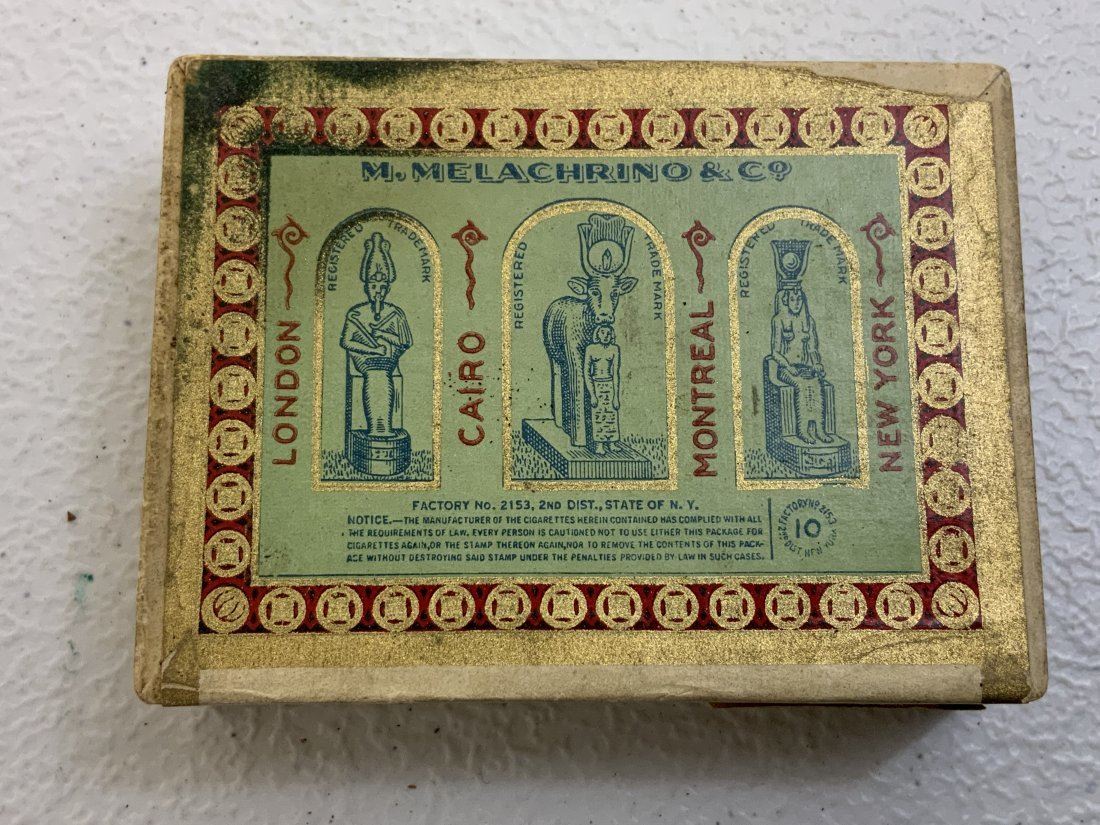 M. MELACHRINO & Co.
REGISTERED TRADE MARK
REGISTERED TRADE MARK
REGISTERED TRADE MARK
LONDON
CAIRO
MONTREAL
NEW YORK
FACTORY No. 2153, 2ND DIST., STATE OF N. Y.
NOTICE.—THE MANUFACTURER OF THE CIGARETTES HEREIN CONTAINED HAS COMPLIED WITH ALL
THE REQUIREMENTS OF LAW. EVERY PERSON IS CAUTIONED NOT TO USE EITHER THIS PACKAGE FOR
CIGARETTES AGAIN, OR THE STAMP THEREON AGAIN, NOR TO REMOVE THE CONTENTS OF THIS PACK-
AGE WITHOUT DESTROYING SAID STAMP UNDER THE PENALTIES PROVIDED BY LAW IN SUCH CASES.
FACTORY No 2153
10